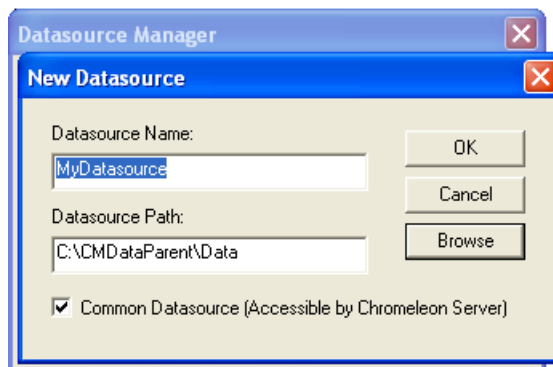 Datasource Manager
New Datasource
Datasource Name:
MyDatasource
OK
Cancel
Datasource Path:
Browse
C:\CMDataParent\Data
Common Datasource (Accessible by Chromeleon Server)